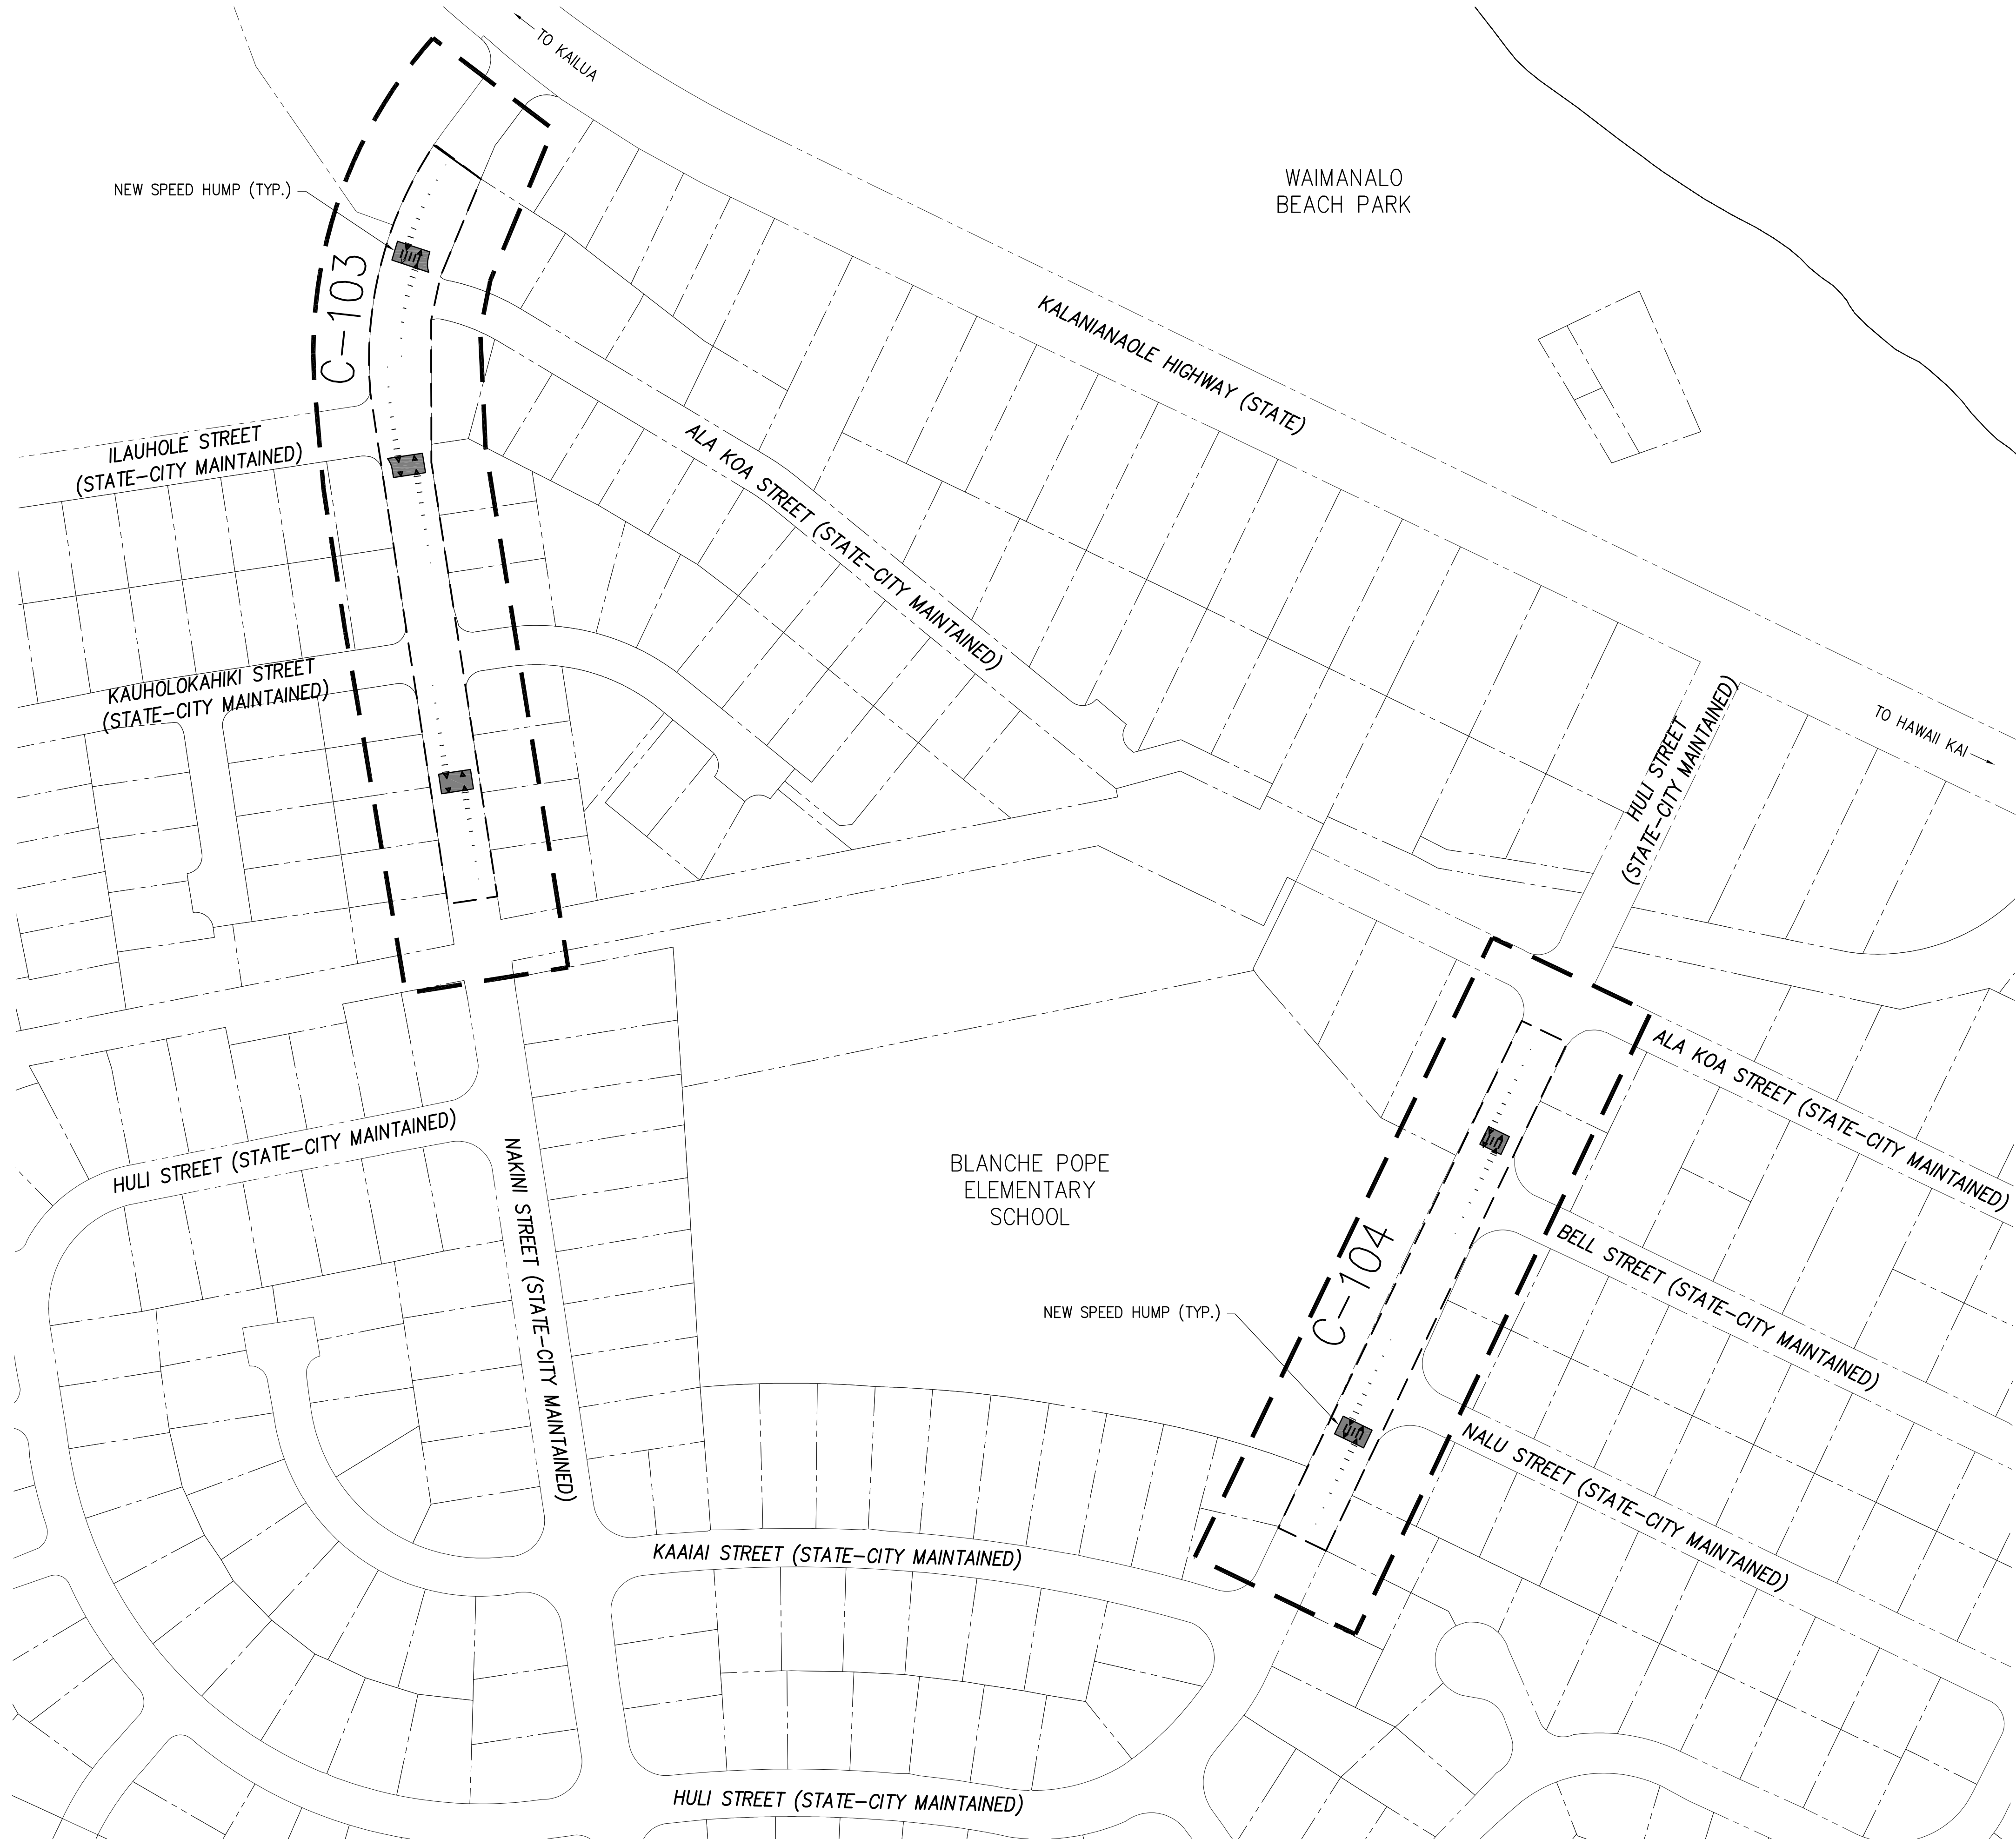 TO KAILUA
WAIMANALO
BEACH PARK
NEW SPEED HUMP (TYP.)
C-103
KALANIANAOLE HIGHWAY (STATE)
ILAUHOLE STREET
(STATE-CITY MAINTAINED)
ALA KOA STREET (STATE-CITY MAINTAINED)
KAUHOLOKAHIKI STREET
(STATE-CITY MAINTAINED)
HULI STREET
(STATE-CITY MAINTAINED)
TO HAWAII KAI
ALA KOA STREET (STATE-CITY MAINTAINED)
HULI STREET (STATE-CITY MAINTAINED)
NAKINI STREET (STATE-CITY MAINTAINED)
BLANCHE POPE
ELEMENTARY
SCHOOL
C-104
BELL STREET (STATE-CITY MAINTAINED)
NEW SPEED HUMP (TYP.)
NALU STREET (STATE-CITY MAINTAINED)
KAAIAI STREET (STATE-CITY MAINTAINED)
HULI STREET (STATE-CITY MAINTAINED)